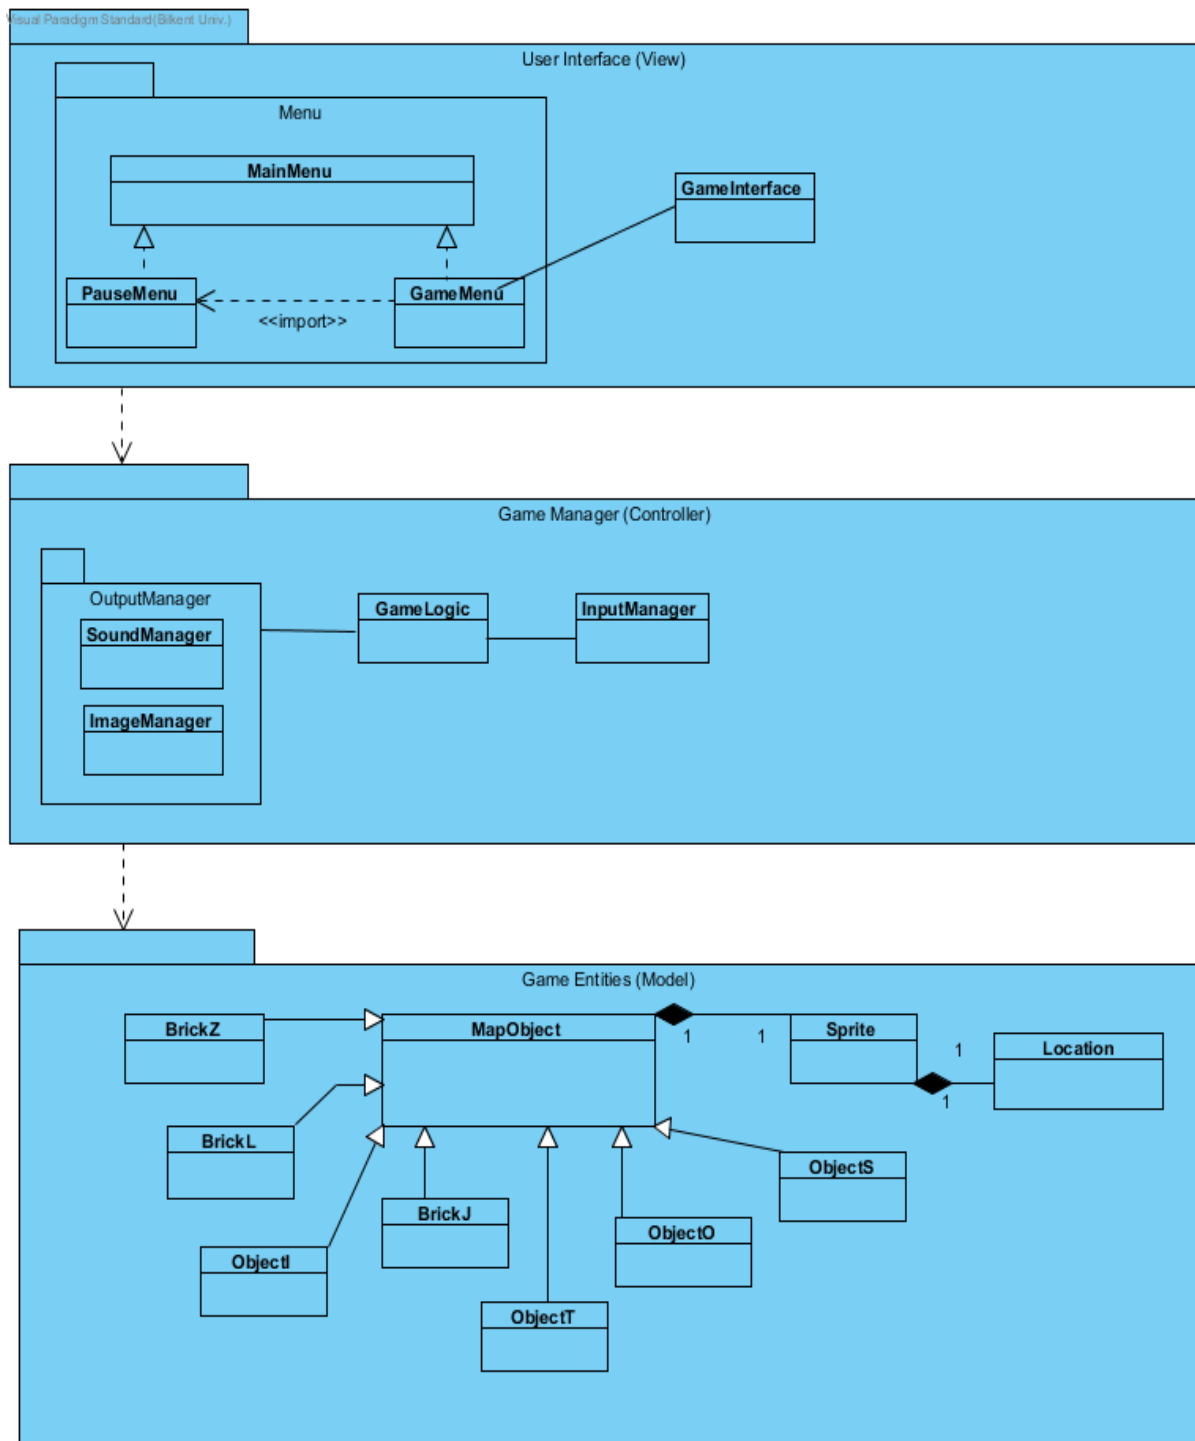 Visual Paradigm Standard(Bilkent Univ.)
User Interface (View)
Menu
MainMenu
GameInterface
PauseMenu
GameMenu
<<import>>
Game Manager (Controller)
OutputManager
SoundManager
GameLogic
InputManager
ImageManager
Game Entities (Model)
BrickZ
MapObject
1
1
Sprite
1
1
Location
BrickL
ObjectS
BrickJ
ObjectO
ObjectI
ObjectT